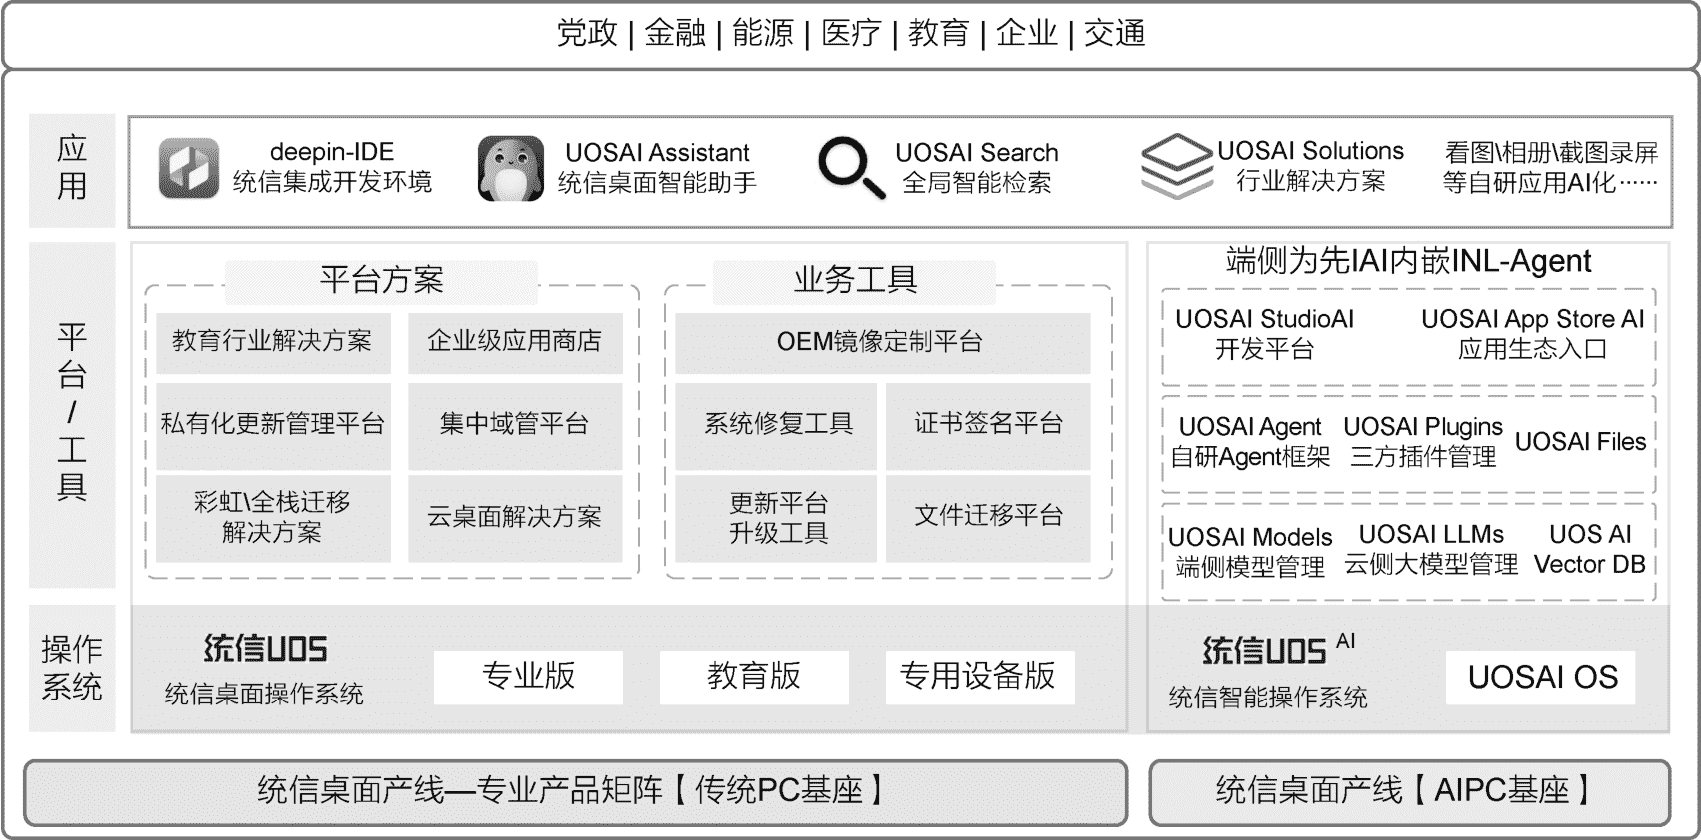 党政 | 金融 | 能源 | 医疗 | 教育 | 企业 | 交通
应用
deepin-IDE
统信集成开发环境
UOSAI Assistant
统信桌面智能助手
UOSAI Search
全局智能检索
UOSAI Solutions
行业解决方案
看图\相册\截图录屏
等自研应用AI化……
平台/工具
平台方案
教育行业解决方案
企业级应用商店
私有化更新管理平台
集中域管平台
彩虹\全栈迁移
解决方案
云桌面解决方案
业务工具
OEM镜像定制平台
系统修复工具
证书签名平台
更新平台
升级工具
文件迁移平台
端侧为先IAI内嵌INL-Agent
UOSAI StudioAI
开发平台
UOSAI App Store AI
应用生态入口
UOSAI Agent
自研Agent框架
UOSAI Plugins
三方插件管理
UOSAI Files
UOSAI Models
端侧模型管理
UOSAI LLMs
云侧大模型管理
UOS AI
Vector DB
操作
系统
统信UOS
统信桌面操作系统
专业版
教育版
专用设备版
统信UOS AI
统信智能操作系统
UOSAI OS
统信桌面产线—专业产品矩阵【传统PC基座】
统信桌面产线【AIPC基座】